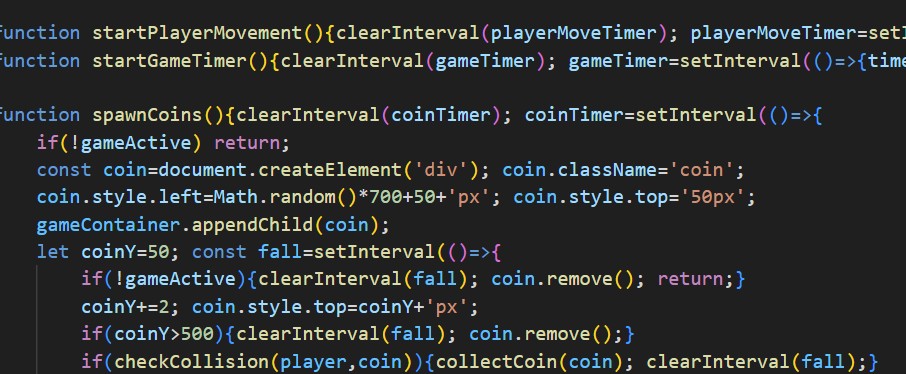 function startPlayerMovement(){clearInterval(playerMoveTimer); playerMoveTimer=setI
function startGameTimer(){clearInterval(gameTimer); gameTimer=setInterval(()=>{time
function spawnCoins(){clearInterval(coinTimer); coinTimer=setInterval(()=>{
if(!gameActive) return;
const coin=document.createElement('div'); coin.className='coin';
coin.style.left=Math.random()*700+50+'px'; coin.style.top='50px';
gameContainer.appendChild(coin);
let coinY=50; const fall=setInterval(()=>{
if(!gameActive){clearInterval(fall); coin.remove(); return;}
coinY+=2; coin.style.top=coinY+'px';
if(coinY>500){clearInterval(fall); coin.remove();}
if(checkCollision(player,coin)){collectCoin(coin); clearInterval(fall);}